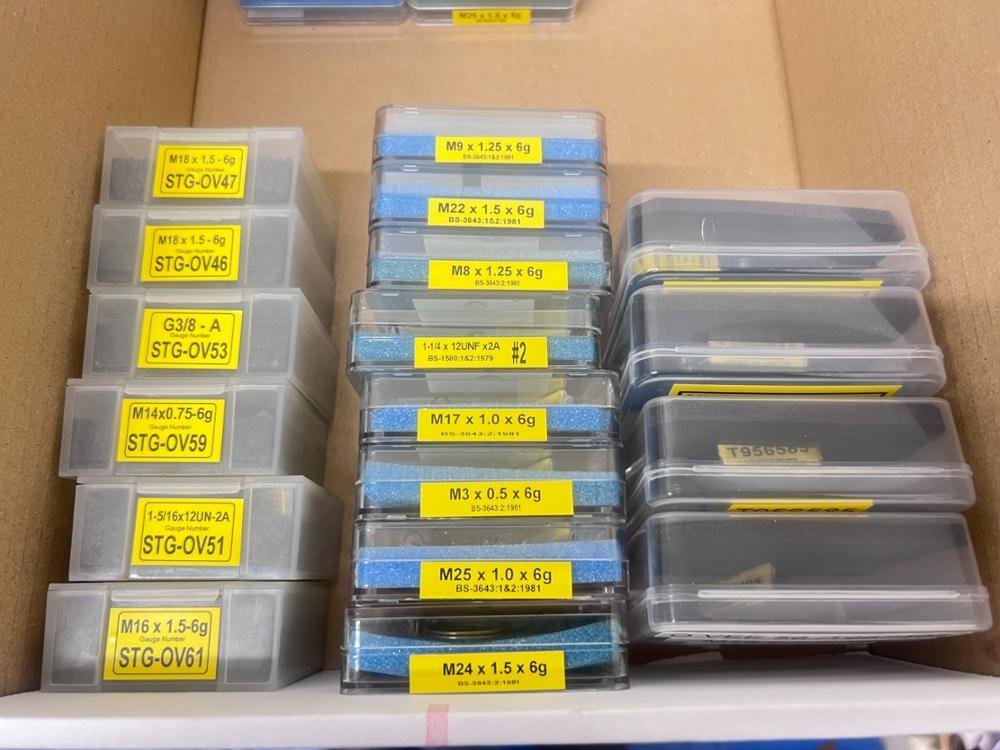 M25 x 1.5 x 6g
M18 x 1.5 - 6g
Gauge Number
STG-OV47
M18 x 1.5 - 6g
Gauge Number
STG-OV46
G3/8 - A
Gauge Number
STG-OV53
M14x0.75-6g
Gauge Number
STG-OV59
1-5/16x12UN-2A
Gauge Number
STG-OV51
M16 x 1.5-6g
Gauge Number
STG-OV61
M9 x 1.25 x 6g
BS-3643:1&2:1981
M22 x 1.5 x 6g
BS-3643:1&2:1981
M8 x 1.25 x 6g
BS-3643:2:1981
1-1/4 x 12UNF x2A #2
BS-1580:1&2:1979
M17 x 1.0 x 6g
BS-3643:2:1981
M3 x 0.5 x 6g
BS-3643:2:1981
M25 x 1.0 x 6g
BS-3643:1&2:1981
M24 x 1.5 x 6g
BS-3643:2:1981
T956585